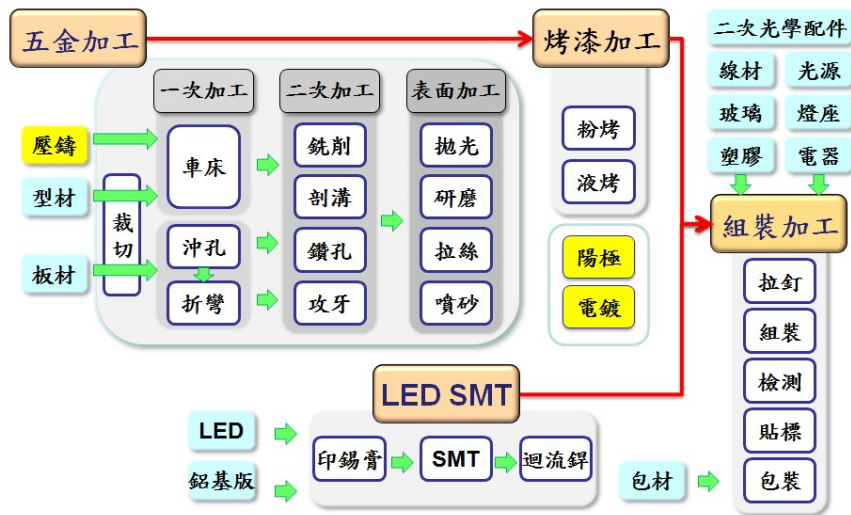 五金加工
一次加工
二次加工
表面加工
壓鑄
型材
板材
裁切
車床
沖孔
折彎
銑削
剖溝
鑽孔
攻牙
拋光
研磨
拉絲
噴砂
烤漆加工
粉烤
液烤
陽極
電鍍
二次光學配件
線材
光源
玻璃
燈座
塑膠
電器
組裝加工
拉釘
組裝
檢測
貼標
包裝
包材
LED SMT
LED
鋁基版
印錫膏
SMT
迴流銲